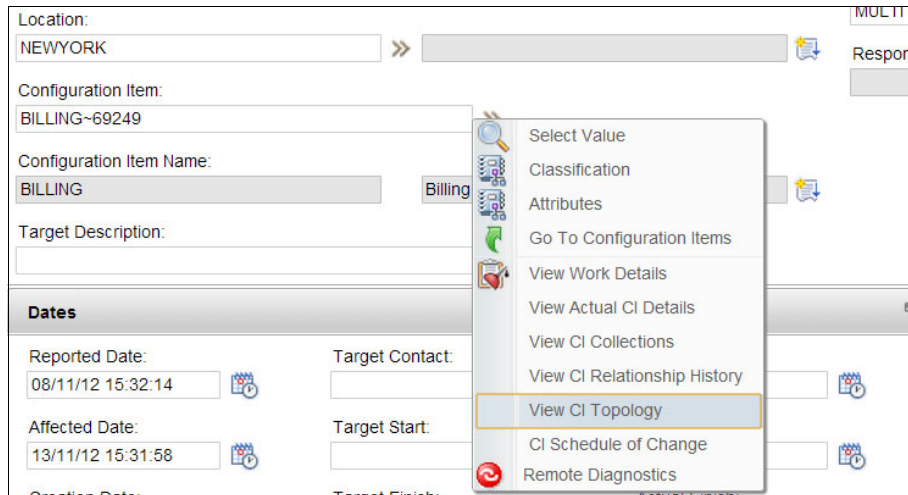 Location:
MULTI
NEWYORK
Respon
Configuration Item:
BILLING~69249
Select Value
Configuration Item Name:
Classification
BILLING
Billing
Attributes
Target Description:
Go To Configuration Items
View Work Details
Dates
View Actual CI Details
View CI Collections
Reported Date:
Target Contact:
08/11/12 15:32:14
View CI Relationship History
View CI Topology
Affected Date:
Target Start:
13/11/12 15:31:58
CI Schedule of Change
Remote Diagnostics